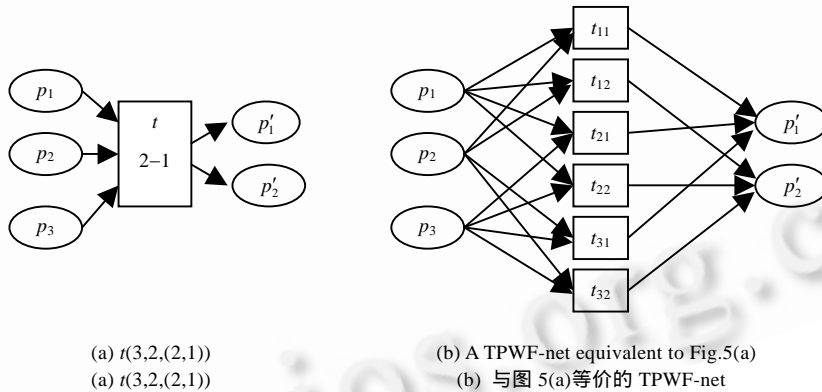 p₁
p₂
p₃
t
2−1
p′₁
p′₂
p₁
p₂
p₃
t₁₁
t₁₂
t₂₁
t₂₂
t₃₁
t₃₂
p′₁
p′₂
(a) t(3,2,(2,1))
(a) t(3,2,(2,1))
(b) A TPWF-net equivalent to Fig.5(a)
(b) 与图 5(a)等价的 TPWF-net